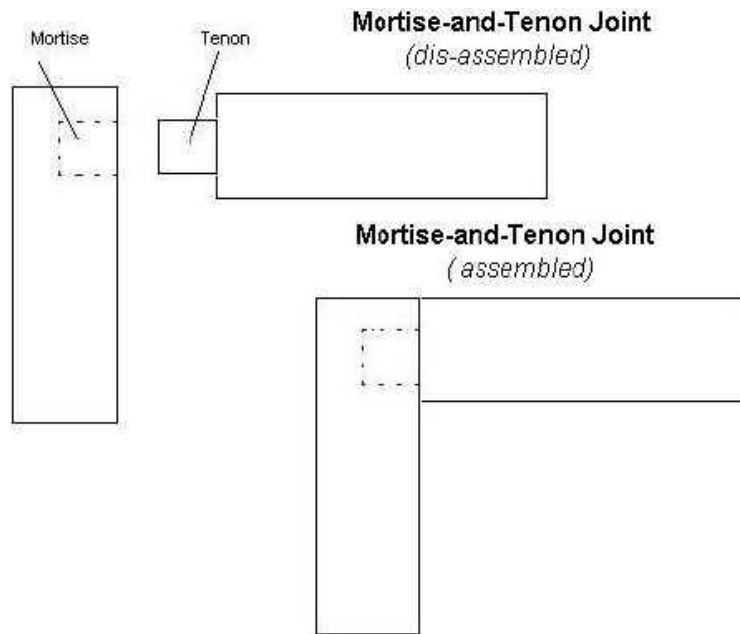 Mortise-and-Tenon Joint
(dis-assembled)
Mortise
Tenon
Mortise-and-Tenon Joint
( assembled)